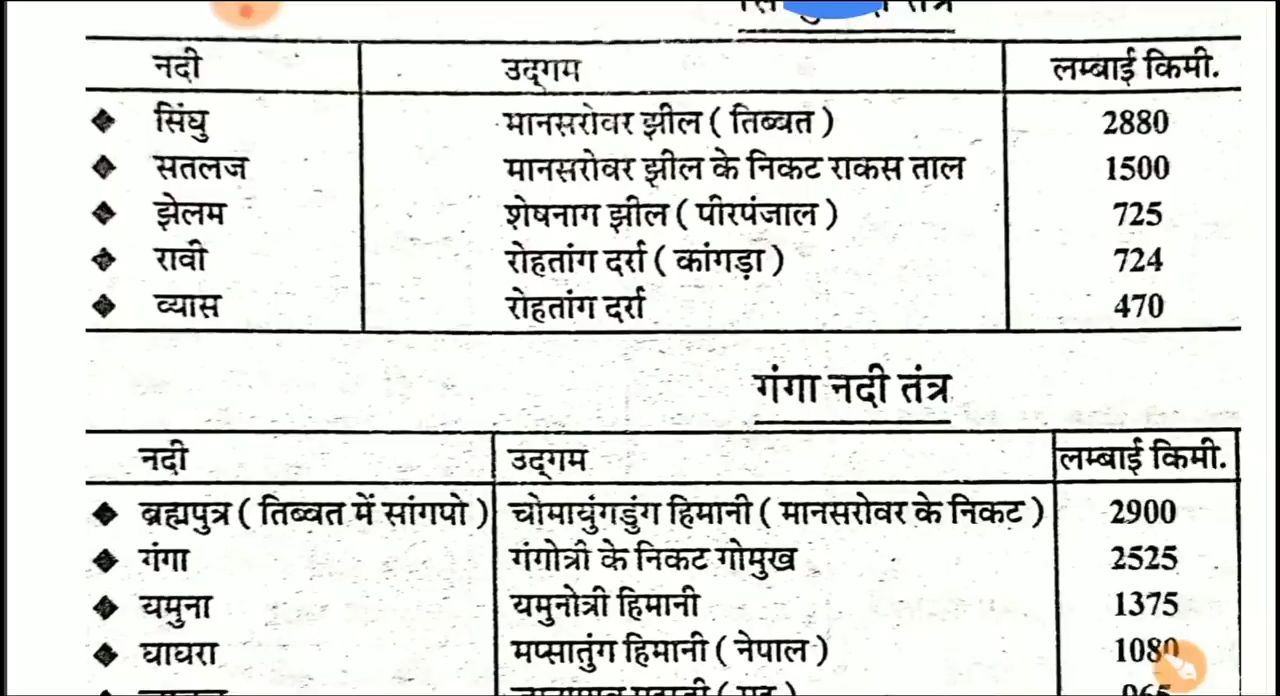 नदी उद्गम लम्बाई किमी.
सिंघु मानसरोवर झील ( तिब्बत ) 2880
सतलज मानसरोवर झील के निकट राकस ताल 1500
झेलम शेषनाग झील ( पीरपंजाल ) 725
रावी रोहतांग दर्रा ( कांगड़ा ) 724
व्यास रोहतांग दर्रा 470
गंगा नदी तंत्र
नदी उद्गम लम्बाई किमी.
ब्रह्मपुत्र ( तिब्बत में सांगपो ) चोमायुंगडुंग हिमानी ( मानसरोवर के निकट ) 2900
गंगा गंगोत्री के निकट गोमुख 2525
यमुना यमुनोत्री हिमानी 1375
घाघरा मप्सातुंग हिमानी ( नेपाल ) 1080